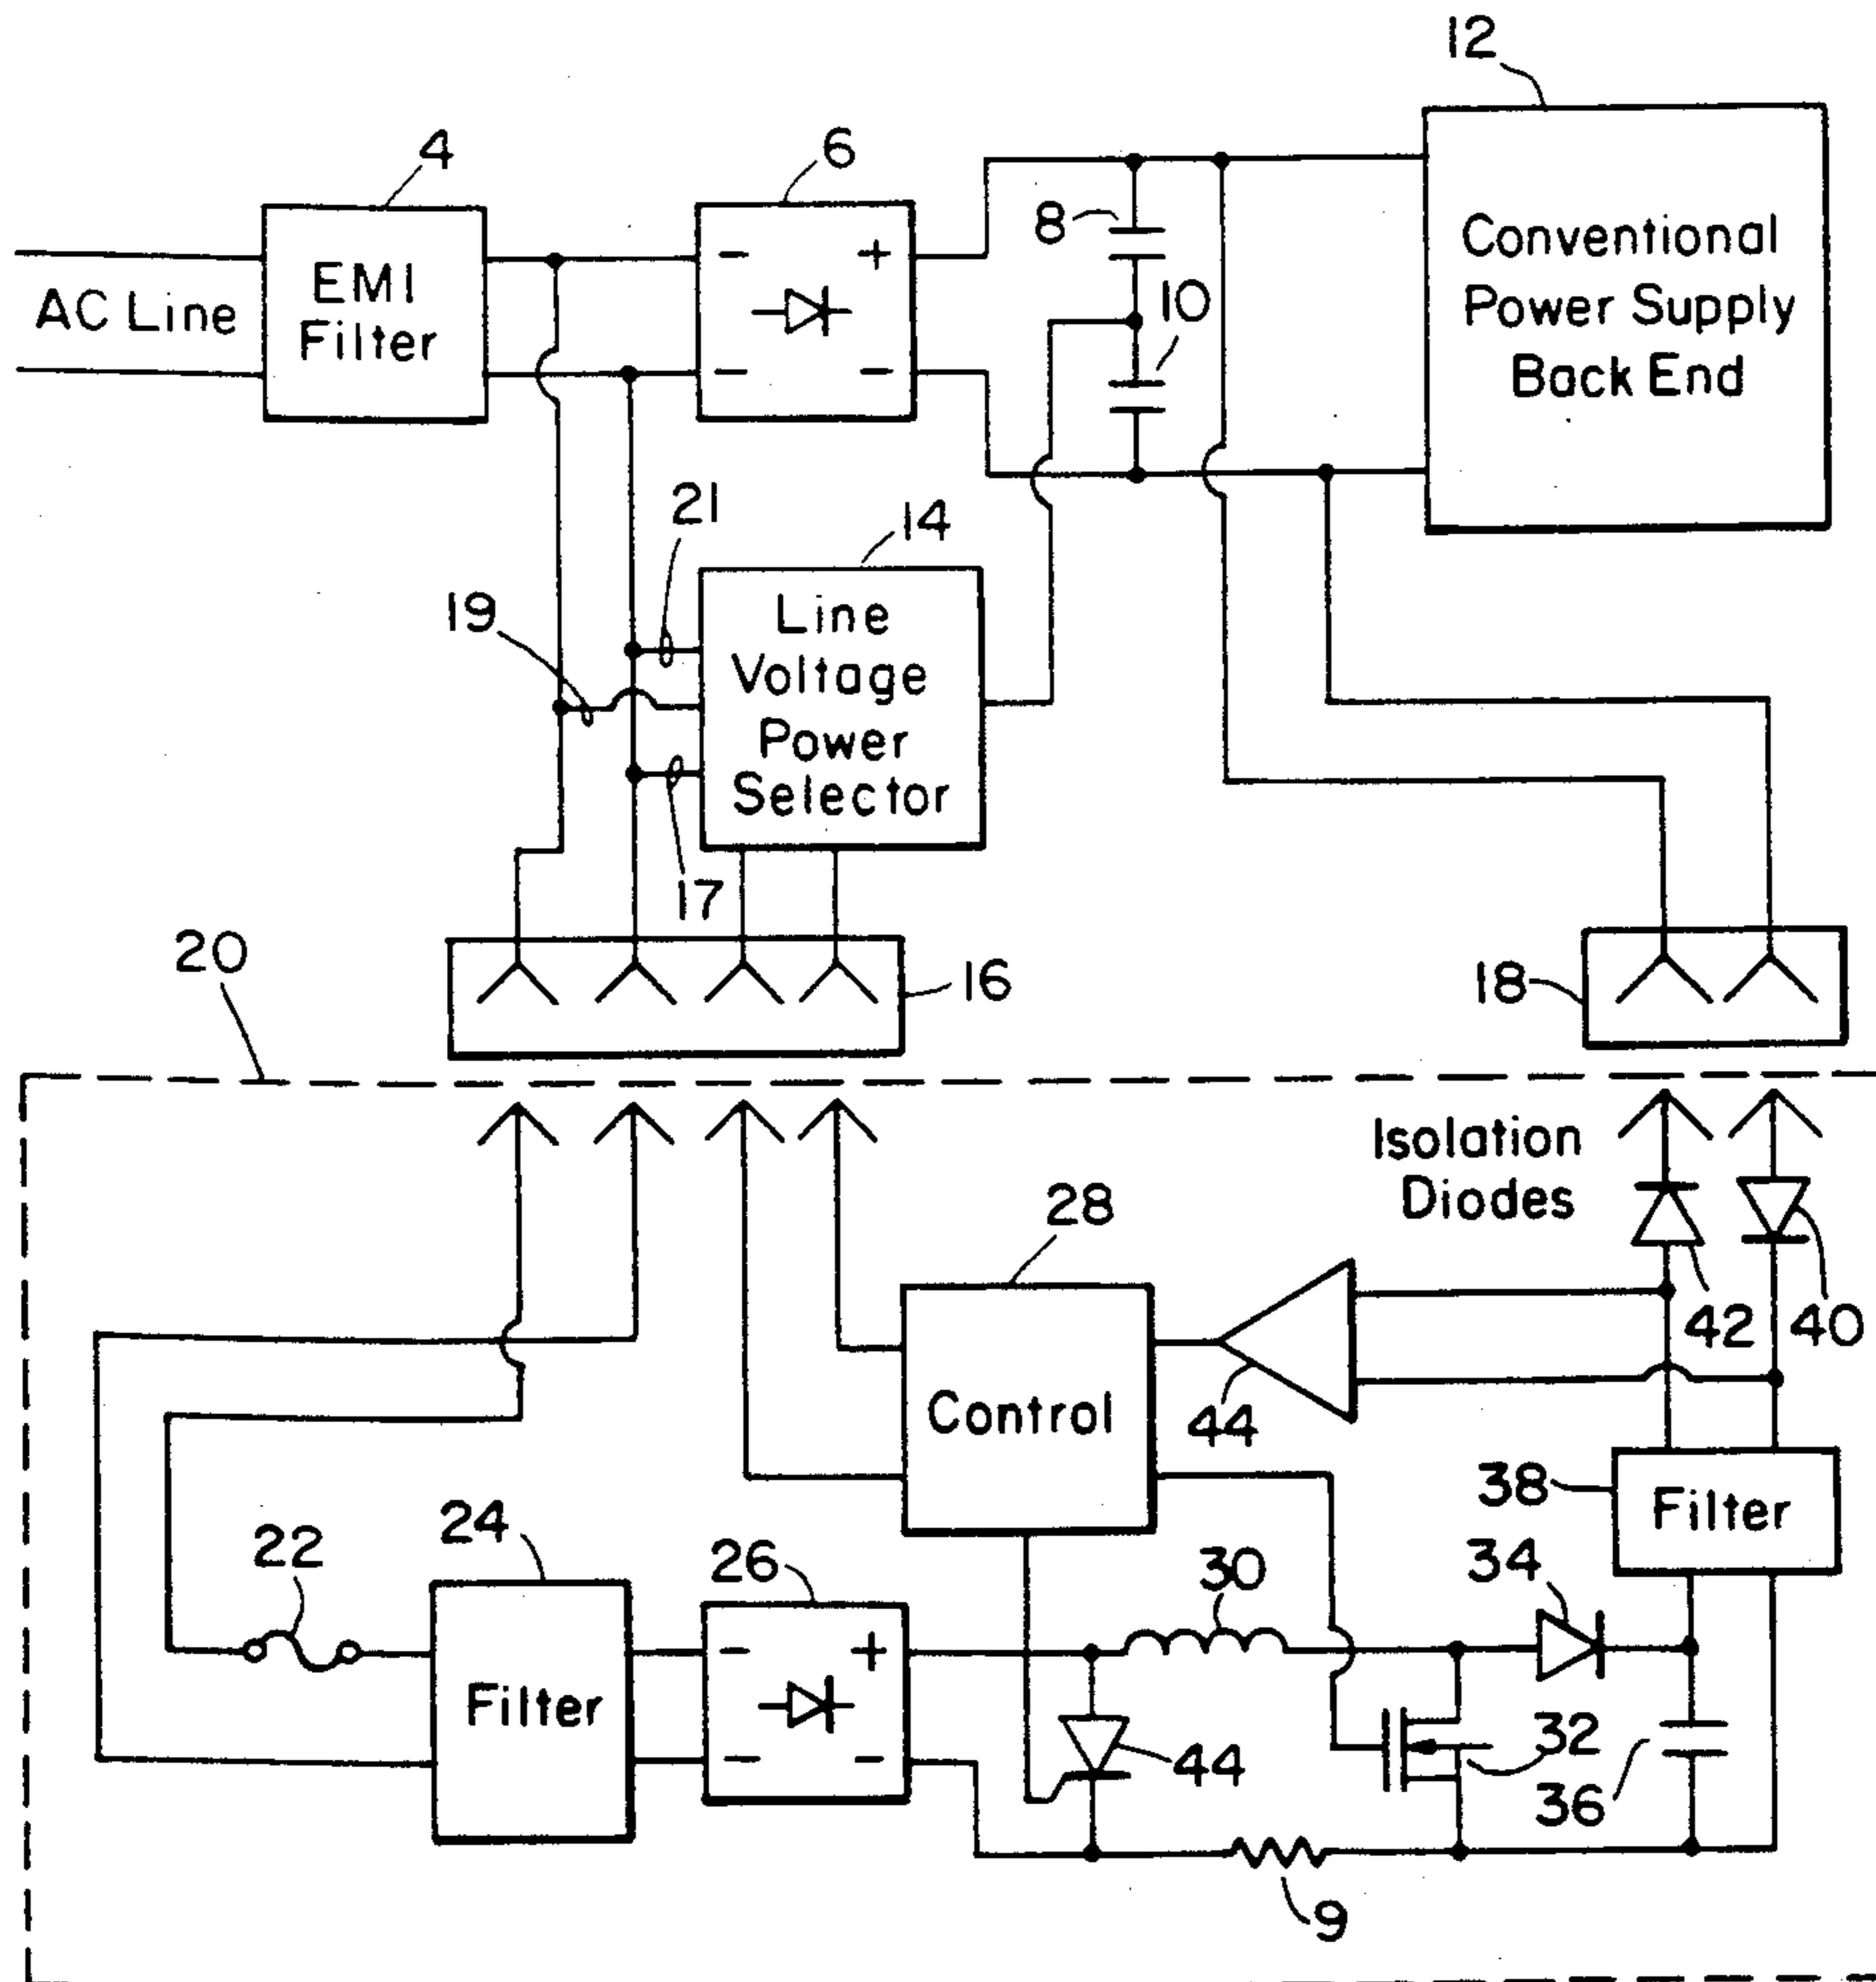 12
4
6
8
10
AC Line
EMI
Filter
- +
- -
Conventional
Power Supply
Back End
21
14
19
Line
Voltage
Power
Selector
17
20
16
18
Isolation
Diodes
28
42
40
44
Control
38
Filter
22
24
26
30
34
Filter
- +
- -
44
32
36
9